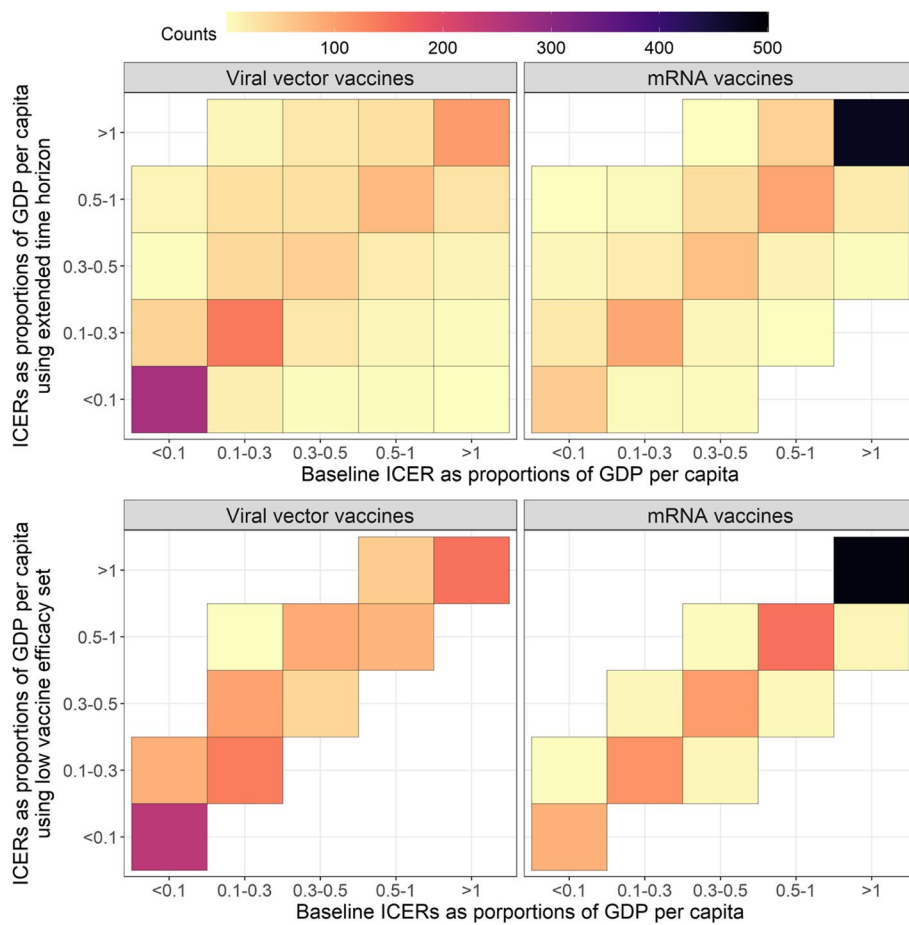 Counts
100 200 300 400 500
Viral vector vaccines mRNA vaccines
ICERs as proportions of GDP per capita
using extended time horizon
>1
0.5-1
0.3-0.5
0.1-0.3
<0.1
<0.1 0.1-0.3 0.3-0.5 0.5-1 >1 <0.1 0.1-0.3 0.3-0.5 0.5-1 >1
Baseline ICER as proportions of GDP per capita
Viral vector vaccines mRNA vaccines
ICERs as proportions of GDP per capita
using low vaccine efficacy set
>1
0.5-1
0.3-0.5
0.1-0.3
<0.1
<0.1 0.1-0.3 0.3-0.5 0.5-1 >1 <0.1 0.1-0.3 0.3-0.5 0.5-1 >1
Baseline ICERs as porportions of GDP per capita